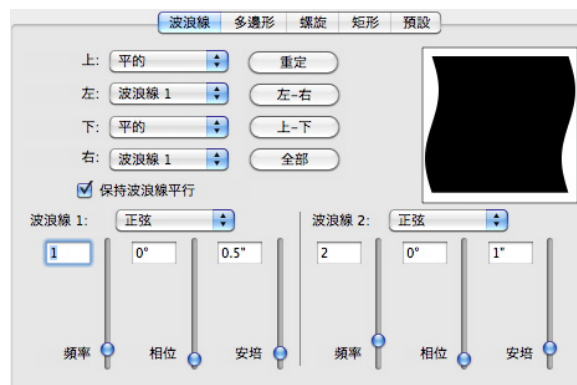 波浪線 多邊形 螺旋 矩形 預設
上: 平的 重定
左: 波浪線 1 左-右
下: 平的 上-下
右: 波浪線 1 全部
保持波浪線平行
波浪線 1: 正弦 波浪線 2: 正弦
1 0° 0.5" 2 0° 1"
頻率 相位 安培 頻率 相位 安培